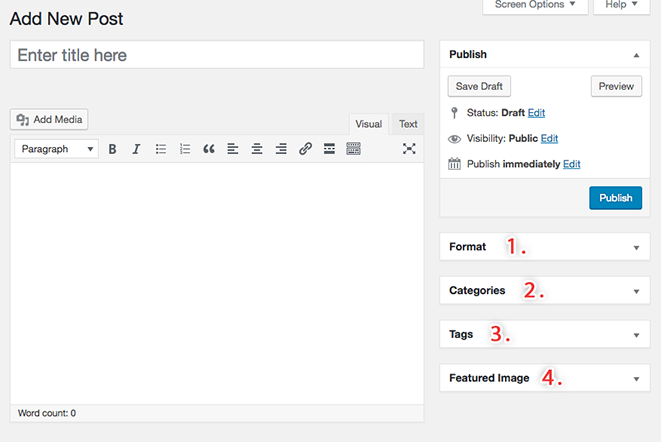 Screen Options Help
Add New Post
Enter title here
Publish
Save Draft Preview
Status: Draft Edit
Visibility: Public Edit
Publish immediately Edit
Publish
Add Media
Visual Text
Paragraph B I
Format 1.
Categories 2.
Tags 3.
Featured Image 4.
Word count: 0